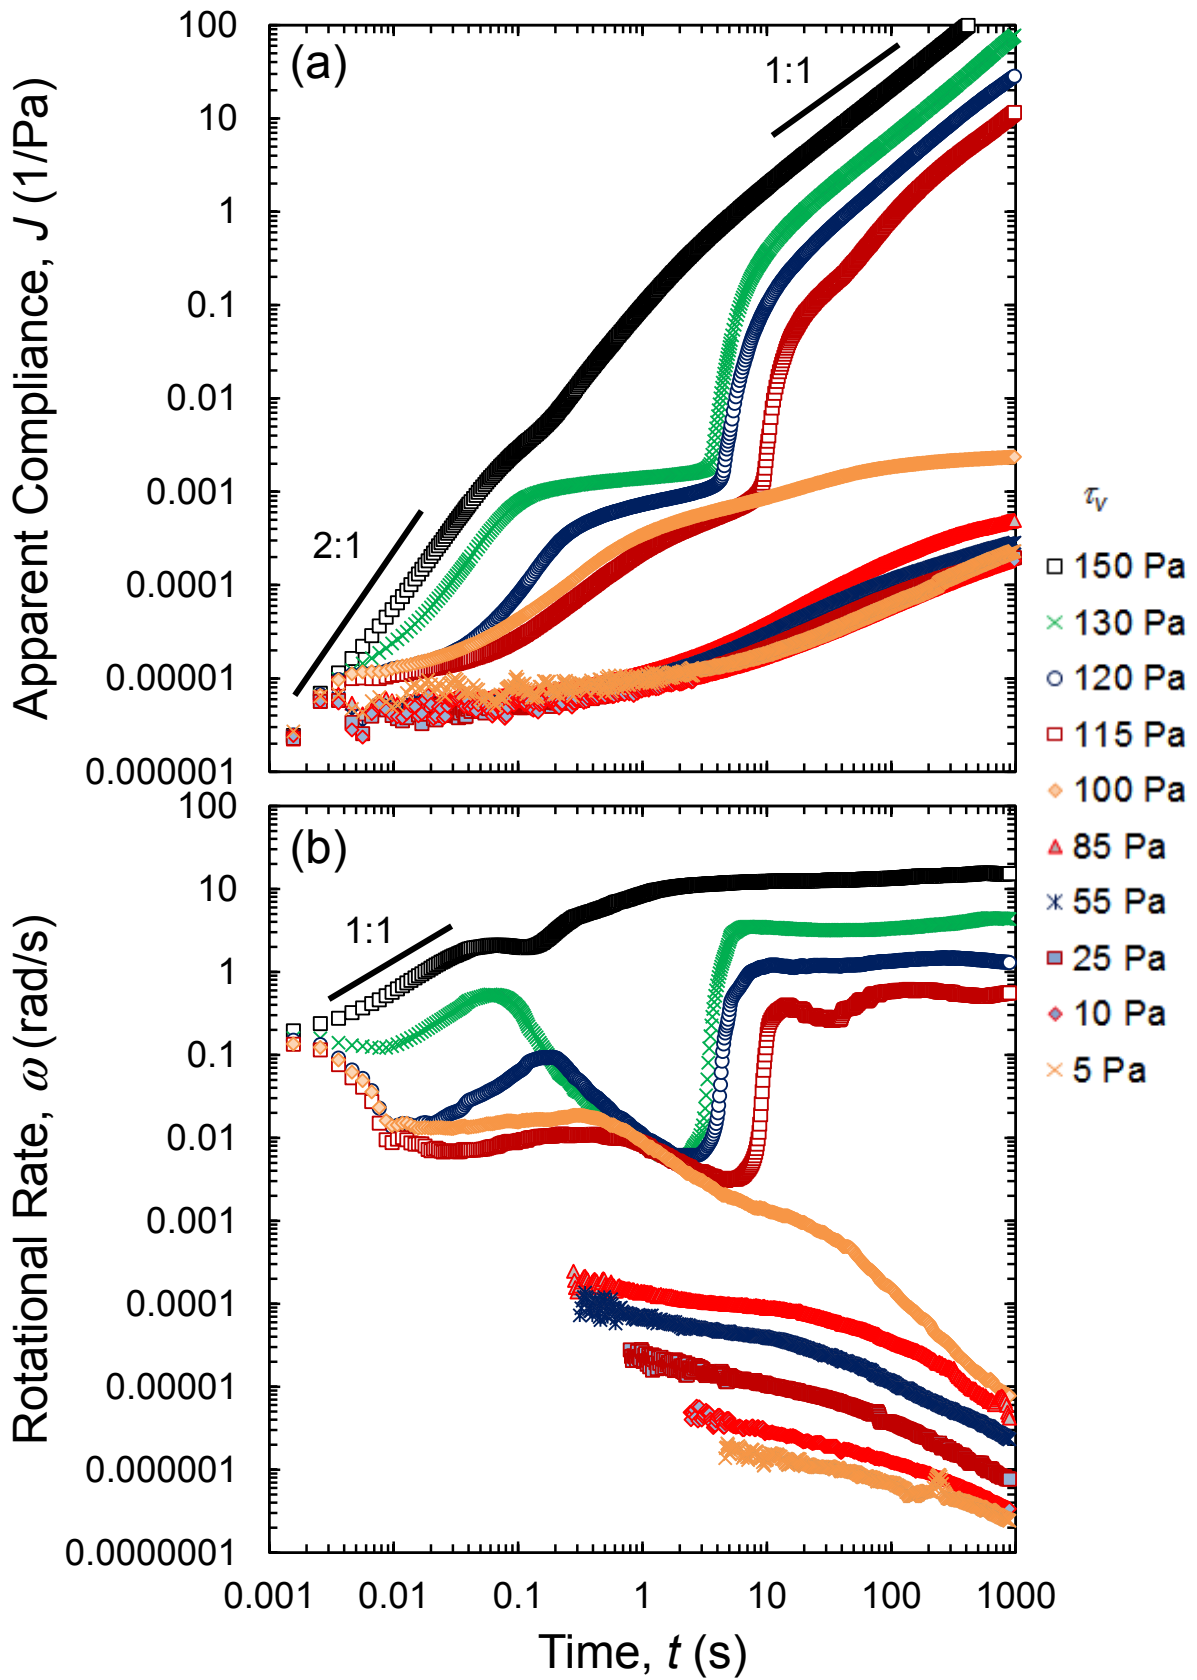 (a)
100
10
1
0.1
0.01
0.001
0.0001
0.00001
0.000001
Apparent Compliance, J (1/Pa)
1:1
2:1
τV
150 Pa
130 Pa
120 Pa
115 Pa
100 Pa
85 Pa
55 Pa
25 Pa
10 Pa
5 Pa
(b)
100
10
1
0.1
0.01
0.001
0.0001
0.00001
0.000001
0.0000001
Rotational Rate, ω (rad/s)
1:1
0.001 0.01 0.1 1 10 100 1000
Time, t (s)